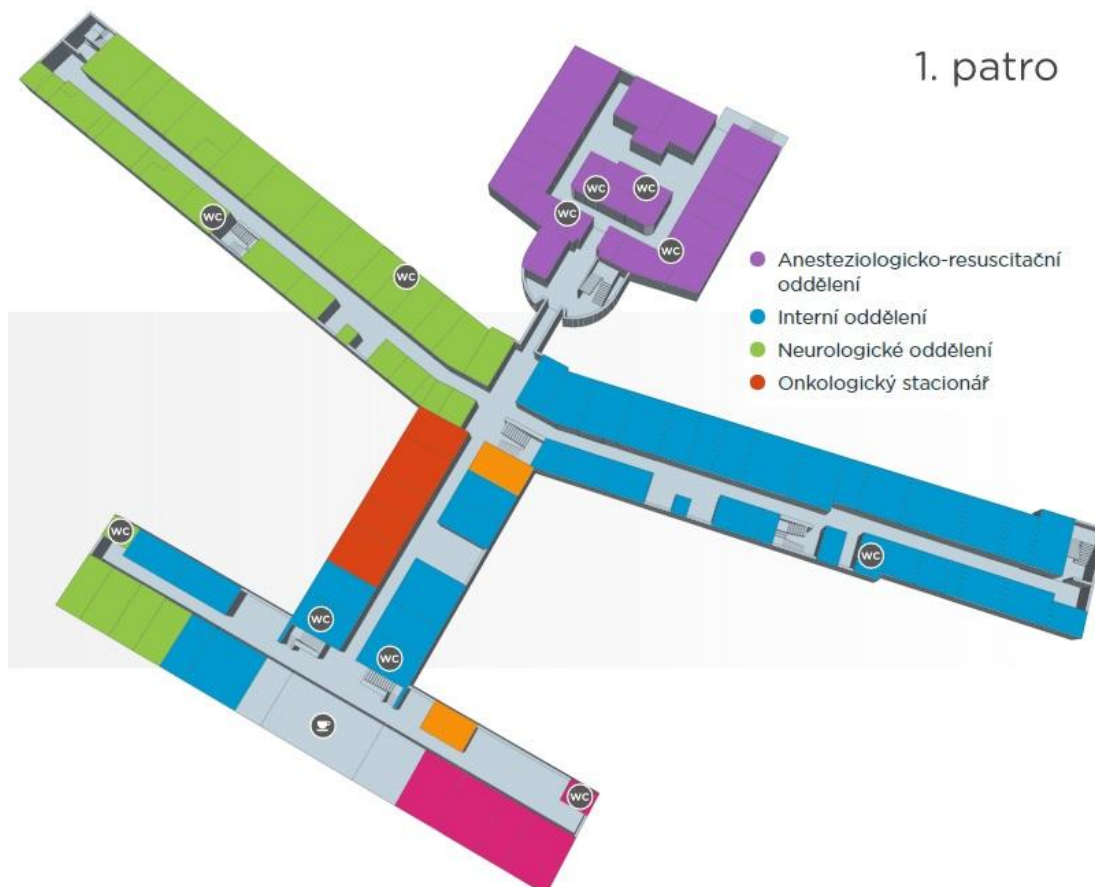 1. patro
WC
WC
WC
WC
WC
WC
Anesteziologicko-resuscitační
oddělení
Interní oddělení
Neurologické oddělení
Onkologický stacionář
WC
WC
WC
WC
WC